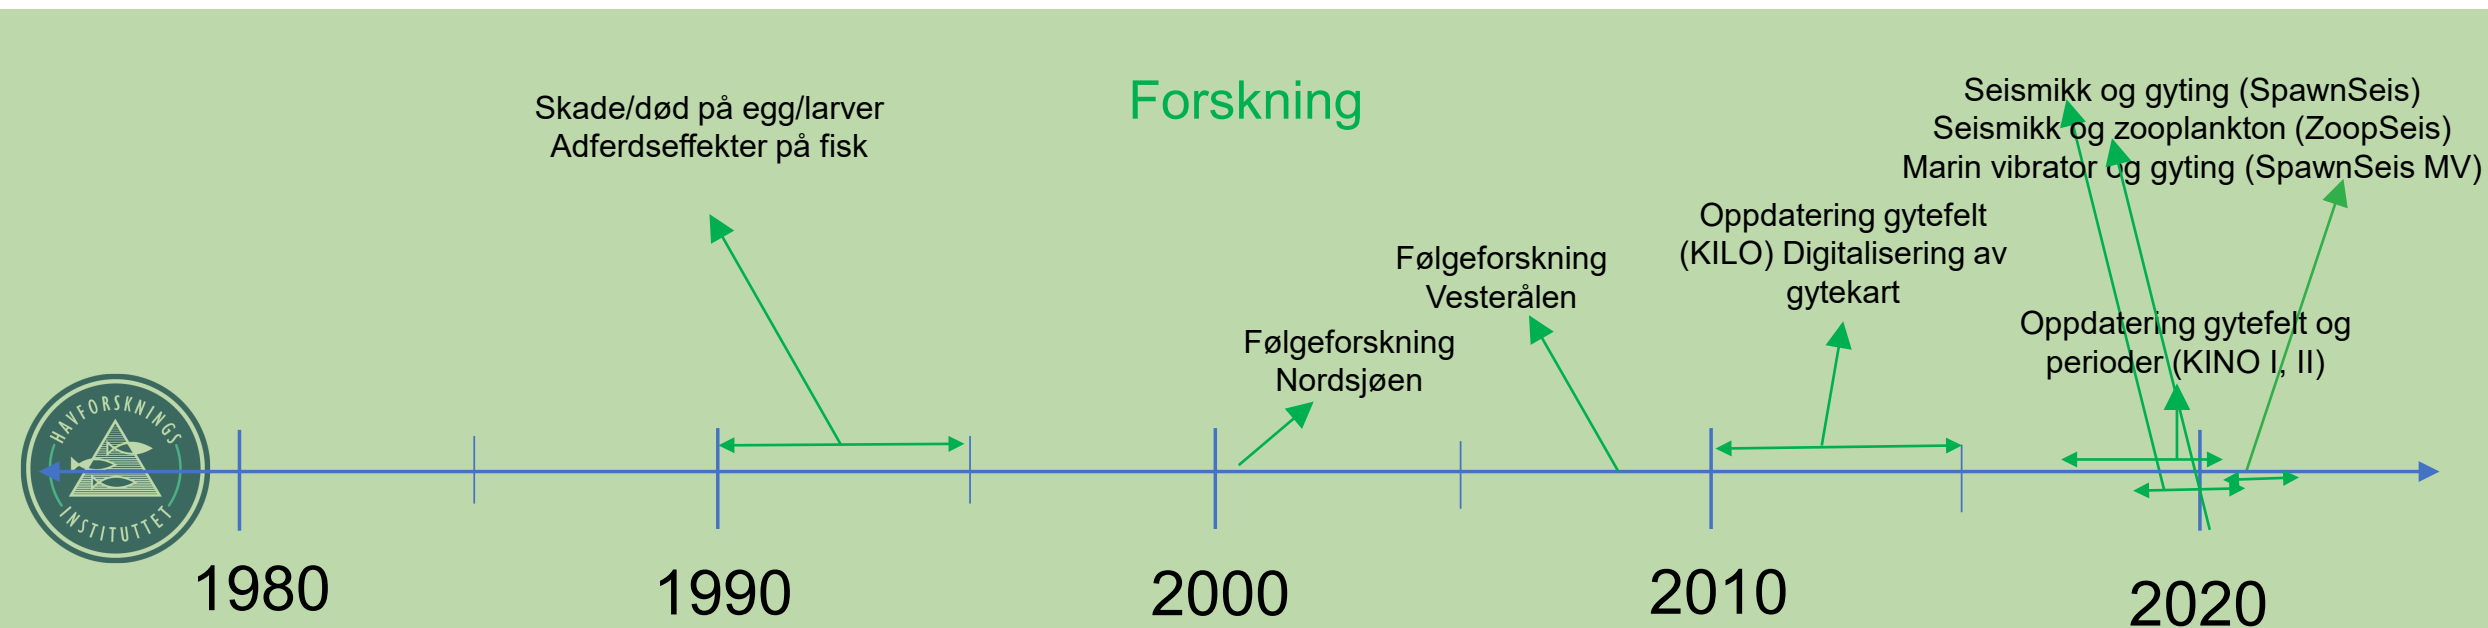 Forskning
Skade/død på egg/larver
Adferdseffekter på fisk
Følgeforskning
Nordsjøen
Følgeforskning
Vesterålen
Oppdatering gytefelt
(KILO) Digitalisering av
gytekart
Seismikk og gyting (SpawnSeis)
Seismikk og zooplankton (ZoopSeis)
Marin vibrator og gyting (SpawnSeis MV)
Oppdatering gytefelt og
perioder (KINO I, II)
HAVFORSKNINGS
INSTITUTTET
1980
1990
2000
2010
2020